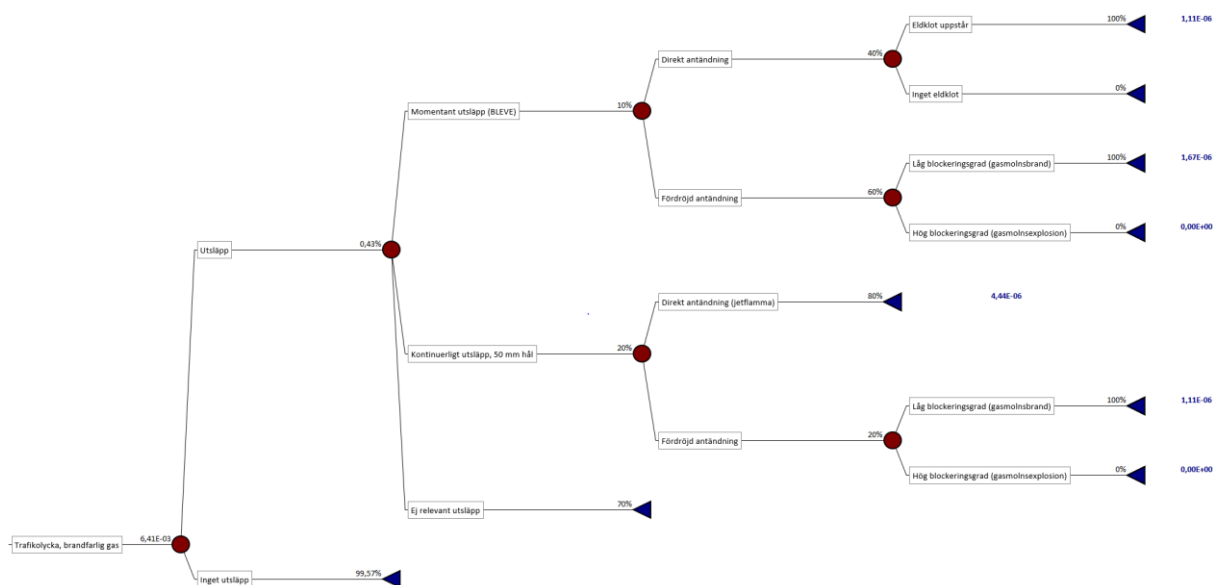 Eldklot uppstår 100% 1,11E-06
Direkt antändning 40%
Inget eldklot 0%
Momentant utsläpp (BLEVE) 10%
Låg blockeringsgrad (gasmolnsbrand) 100% 1,67E-06
Fördröjd antändning 60%
Hög blockeringsgrad (gasmolnsexplosion) 0% 0,00E+00
Utsläpp 0,43%
Direkt antändning (jetflamma) 80% 4,44E-06
Kontinuerligt utsläpp, 50 mm hål 20%
Låg blockeringsgrad (gasmolnsbrand) 100% 1,11E-06
Fördröjd antändning 20%
Hög blockeringsgrad (gasmolnsexplosion) 0% 0,00E+00
Ej relevant utsläpp 70%
Trafikolycka, brandfarlig gas 6,41E-03
Inget utsläpp 99,57%